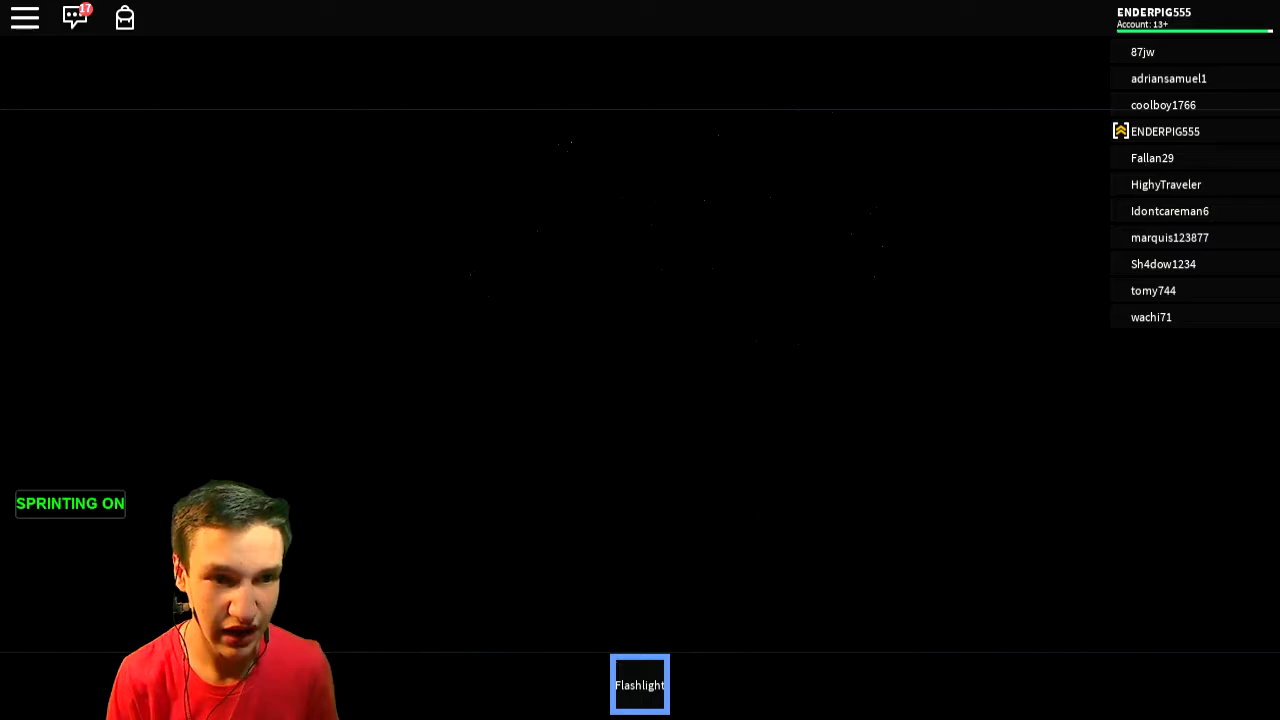 17
ENDERPIG555
Account: 13+
87jw
adriansamuel1
coolboy1766
ENDERPIG555
Fallan29
HighyTraveler
Idontcareman6
marquis123877
Sh4dow1234
tomy744
wachi71
SPRINTING ON
Flashlight